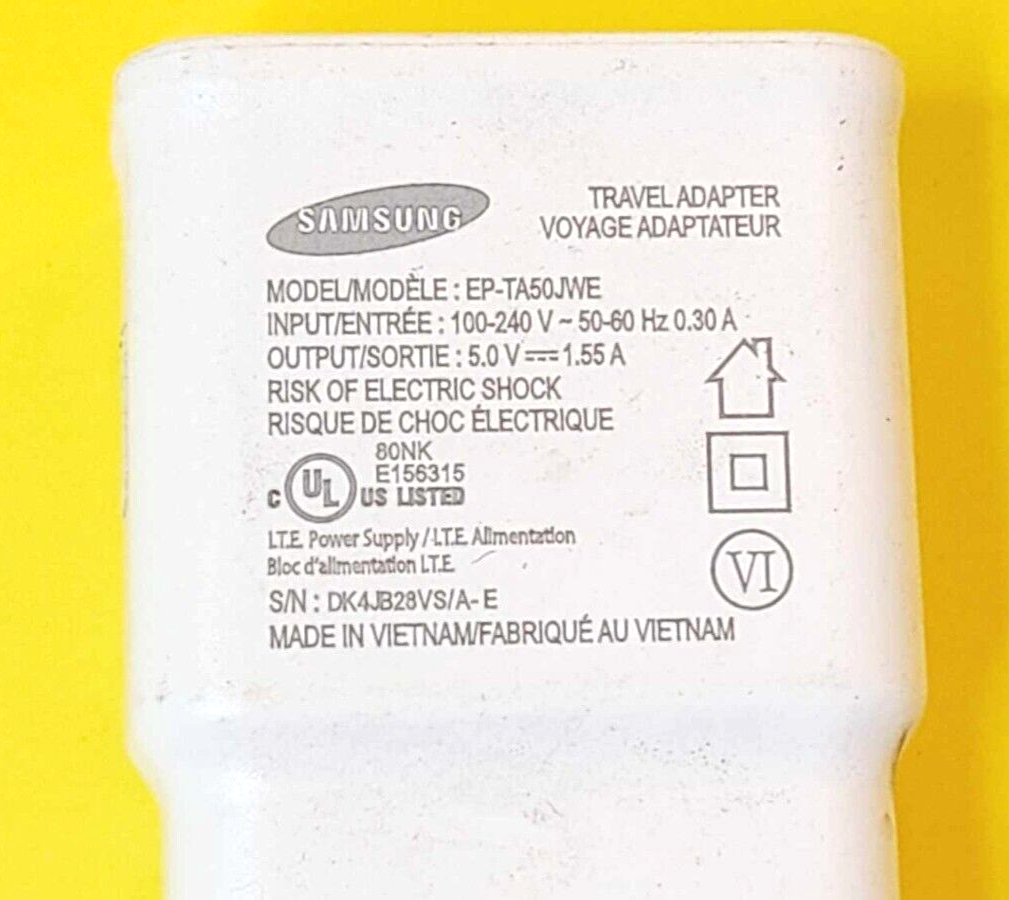 SAMSUNG
TRAVEL ADAPTER
VOYAGE ADAPTATEUR
MODEL/MODÈLE : EP-TA50JWE
INPUT/ENTRÉE : 100-240 V ~ 50-60 Hz 0.30 A
OUTPUT/SORTIE : 5.0 V ⎓ 1.55 A
RISK OF ELECTRIC SHOCK
RISQUE DE CHOC ÉLECTRIQUE
80NK
E156315
C UL US LISTED
I.T.E. Power Supply / I.T.E. Alimentation
Bloc d'alimentation I.T.E.
VI
S/N : DK4JB28VS/A-E
MADE IN VIETNAM/FABRIQUÉ AU VIETNAM